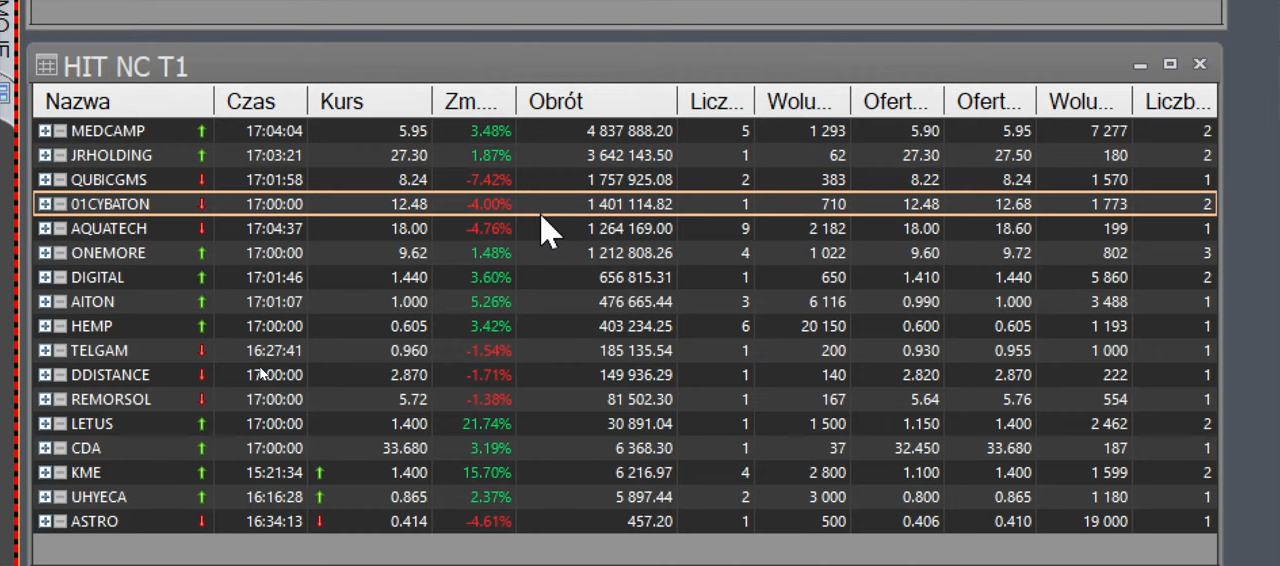 HIT NC T1
Nazwa Czas Kurs Zm.... Obrót Licz... Wolu... Ofert... Ofert... Wolu... Liczb...
MEDCAMP 17:04:04 5.95 3.48% 4 837 888.20 5 1 293 5.90 5.95 7 277 2
JRHOLDING 17:03:21 27.30 1.87% 3 642 143.50 1 62 27.30 27.50 180 2
QUBICGMS 17:01:58 8.24 -7.42% 1 757 925.08 2 383 8.22 8.24 1 570 1
01CYBATON 17:00:00 12.48 -4.00% 1 401 114.82 1 710 12.48 12.68 1 773 2
AQUATECH 17:04:37 18.00 -4.76% 1 264 169.00 9 2 182 18.00 18.60 199 1
ONEMORE 17:00:00 9.62 1.48% 1 212 808.26 4 1 022 9.60 9.72 802 3
DIGITAL 17:01:46 1.440 3.60% 656 815.31 1 650 1.410 1.440 5 860 2
AITON 17:01:07 1.000 5.26% 476 665.44 3 6 116 0.990 1.000 3 488 1
HEMP 17:00:00 0.605 3.42% 403 234.25 6 20 150 0.600 0.605 1 193 1
TELGAM 16:27:41 0.960 -1.54% 185 135.54 1 200 0.930 0.955 1 000 1
DDISTANCE 17:00:00 2.870 -1.71% 149 936.29 1 140 2.820 2.870 222 1
REMORSOL 17:00:00 5.72 -1.38% 81 502.30 1 167 5.64 5.76 554 1
LETUS 17:00:00 1.400 21.74% 30 891.04 1 1 500 1.150 1.400 2 462 2
CDA 17:00:00 33.680 3.19% 6 368.30 1 37 32.450 33.680 187 1
KME 15:21:34 1.400 15.70% 6 216.97 4 2 800 1.100 1.400 1 599 2
UHYECA 16:16:28 0.865 2.37% 5 897.44 2 3 000 0.800 0.865 1 180 1
ASTRO 16:34:13 0.414 -4.61% 457.20 1 500 0.406 0.410 19 000 1